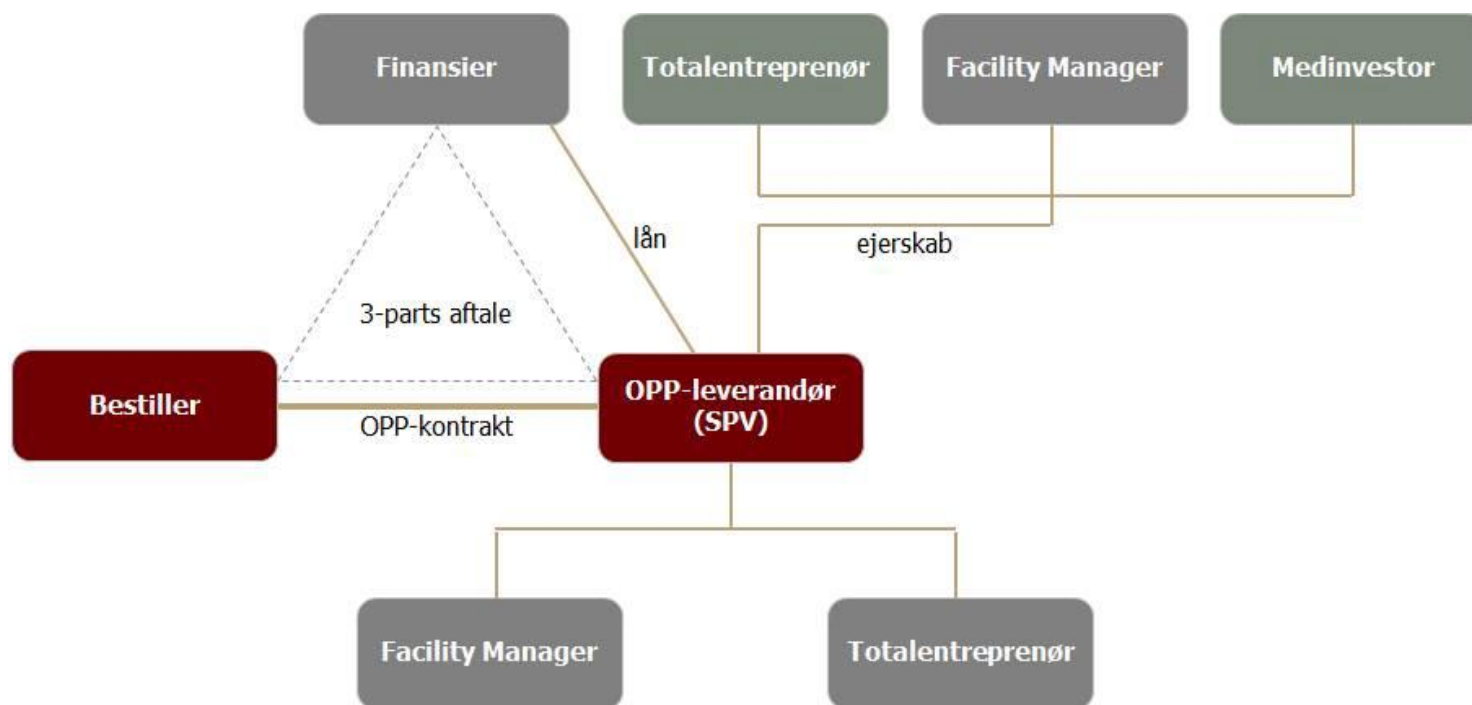 Finansier
Totalentreprenør
Facility Manager
Medinvestor
lån
ejerskab
3-parts aftale
Bestiller
OPP-kontrakt
OPP-leverandør
(SPV)
Facility Manager
Totalentreprenør